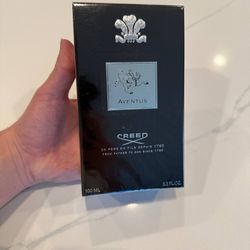 AVENTUS
CREED
DE PERE EN FILS DEPUIS 1760
FROM FATHER TO SON SINCE 1760
100 ML 3.3 FL.OZ.